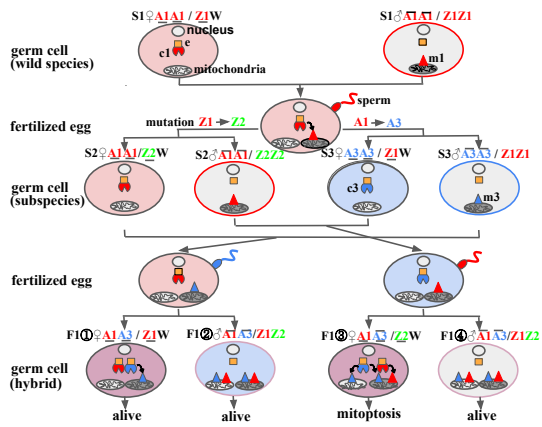 S1♀A1A1 / Z1W
S1♂A1A1 / Z1Z1
nucleus
e
c1
m1
mitochondria
germ cell
(wild species)
sperm
mutation Z1 → Z2
A1 → A3
fertilized egg
S2♀A1A1/Z2W
S2♂A1A1/ Z2Z2
S3♀A3A3/ Z1W
S3♂A3A3/ Z1Z1
germ cell
(subspecies)
c3
m3
fertilized egg
F1①♀A1A3 / Z1W
F1②♂A1A3/Z1Z2
F1③♀A1A3/Z2W
F1④♂A1A3/Z1Z2
germ cell
(hybrid)
alive
alive
mitoptosis
alive